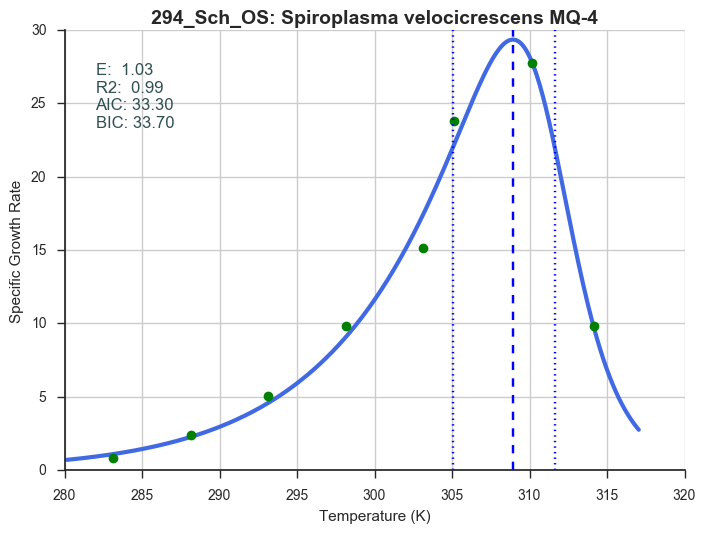 294_Sch_OS: Spiroplasma velocicrescens MQ-4
E:  1.03
R2:  0.99
AIC: 33.30
BIC: 33.70
30
25
20
15
10
5
0
Specific Growth Rate
280 285 290 295 300 305 310 315 320
Temperature (K)